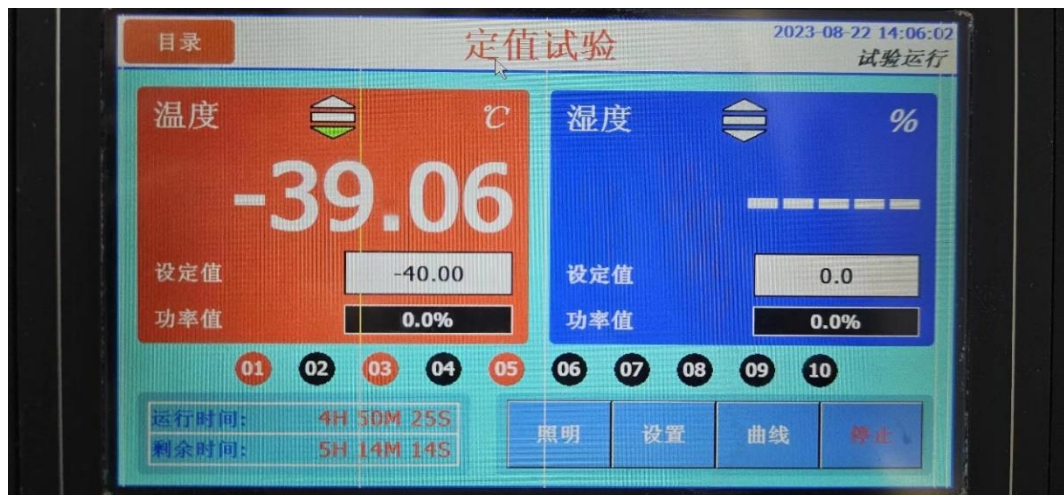 目录
定值试验
2023-08-22 14:06:02
试验运行
温度
℃
-39.06
设定值
-40.00
功率值
0.0%
湿度
%
-----
设定值
0.0
功率值
0.0%
01 02 03 04 05 06 07 08 09 10
运行时间: 4H 50M 25S
剩余时间: 5H 14M 14S
照明 设置 曲线 停止